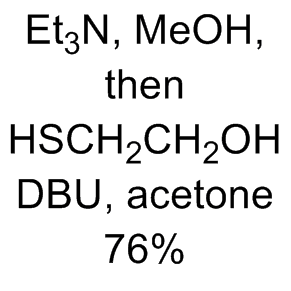 Et₃N, MeOH,
then
HSCH₂CH₂OH
DBU, acetone
76%